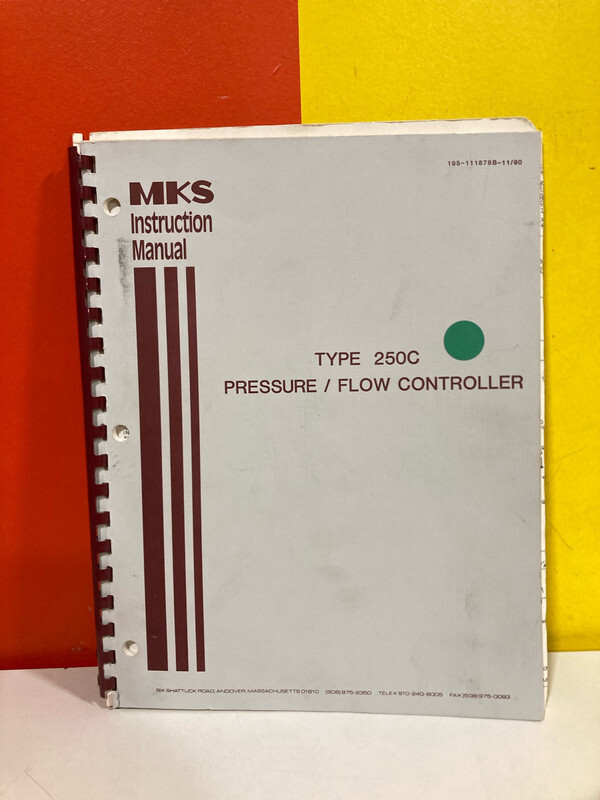 195-111878B-11/90
MKS
Instruction
Manual
TYPE 250C
PRESSURE / FLOW CONTROLLER
SIX SHATTUCK ROAD, ANDOVER, MASSACHUSETTS 01810 (508) 975-2350 TELEX 910-240-8005 FAX (508) 975-0093